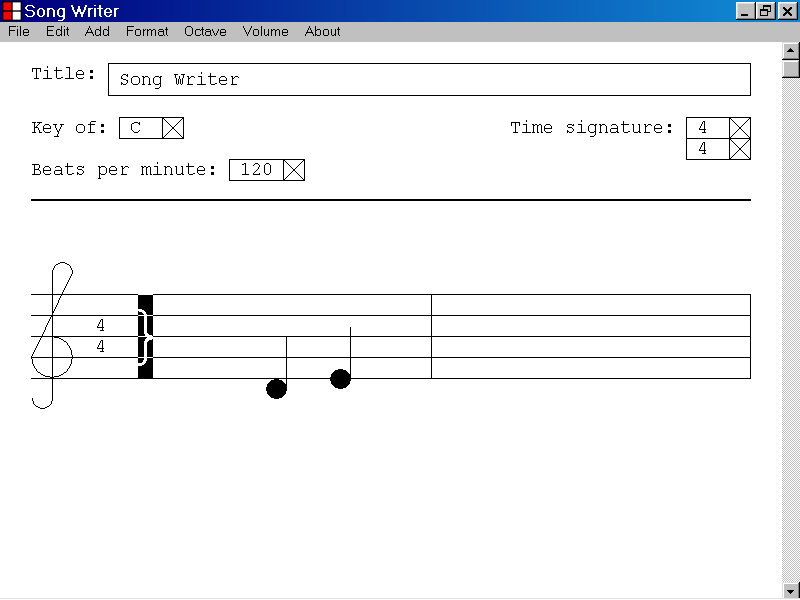 Song Writer
File Edit Add Format Octave Volume About
Title: Song Writer
Key of: C Time signature: 4
4
Beats per minute: 120
4
4